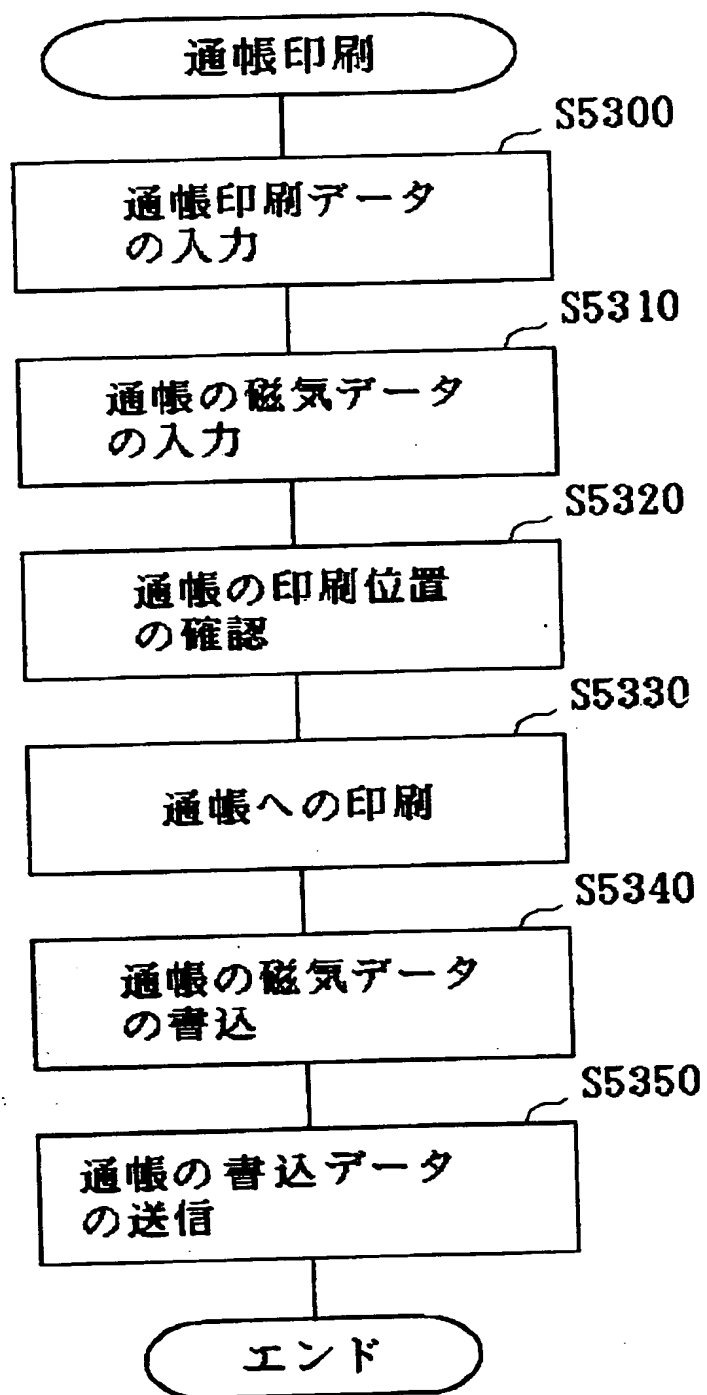 通帳印刷
S5300
通帳印刷データ
の入力
S5310
通帳の磁気データ
の入力
S5320
通帳の印刷位置
の確認
S5330
通帳への印刷
S5340
通帳の磁気データ
の書込
S5350
通帳の書込データ
の送信
エンド